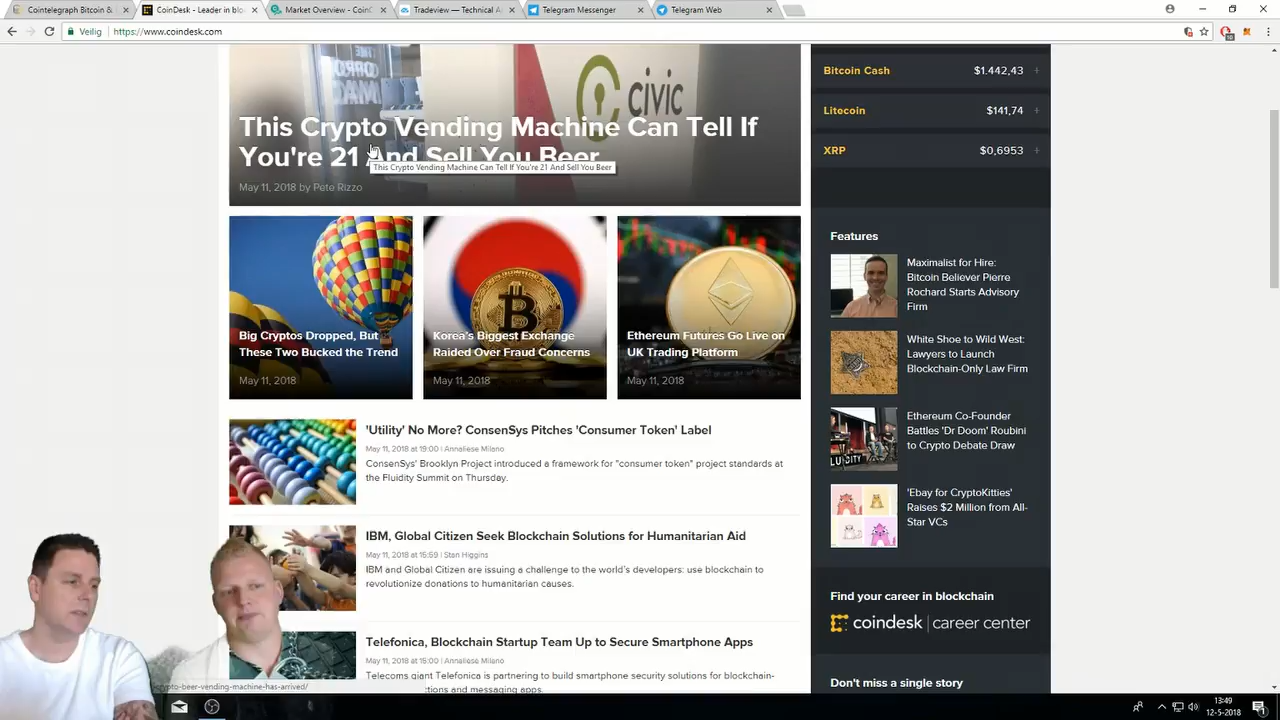 Cointelegraph Bitcoin &
CoinDesk - Leader in blo
Market Overview - CoinC
Tradeview — Technical A
Telegram Messenger
Telegram Web
Veilig
https://www.coindesk.com
civic
This Crypto Vending Machine Can Tell If
You're 21 And Sell You Beer
This Crypto Vending Machine Can Tell If You're 21 And Sell You Beer
May 11, 2018 by Pete Rizzo
Big Cryptos Dropped, But
These Two Bucked the Trend
May 11, 2018
Korea's Biggest Exchange
Raided Over Fraud Concerns
May 11, 2018
Ethereum Futures Go Live on
UK Trading Platform
May 11, 2018
'Utility' No More? ConsenSys Pitches 'Consumer Token' Label
May 11, 2018 at 19:00 | Annaliese Milano
ConsenSys' Brooklyn Project introduced a framework for "consumer token" project standards at
the Fluidity Summit on Thursday.
IBM, Global Citizen Seek Blockchain Solutions for Humanitarian Aid
May 11, 2018 at 15:59 | Stan Higgins
IBM and Global Citizen are issuing a challenge to the world's developers: use blockchain to
revolutionize donations to humanitarian causes.
Telefonica, Blockchain Startup Team Up to Secure Smartphone Apps
May 11, 2018 at 15:00 | Annaliese Milano
Telecoms giant Telefonica is partnering to build smartphone security solutions for blockchain-
ctions and messaging apps.
crypto-beer-vending-machine-has-arrived/
Bitcoin Cash $1.442,43 +
Litecoin $141,74 +
XRP $0,6953 +
Features
Maximalist for Hire:
Bitcoin Believer Pierre
Rochard Starts Advisory
Firm
White Shoe to Wild West:
Lawyers to Launch
Blockchain-Only Law Firm
Ethereum Co-Founder
Battles 'Dr Doom' Roubini
to Crypto Debate Draw
'Ebay for CryptoKitties'
Raises $2 Million from All-
Star VCs
Find your career in blockchain
coindesk | career center
Don't miss a single story
13:49
12-5-2018